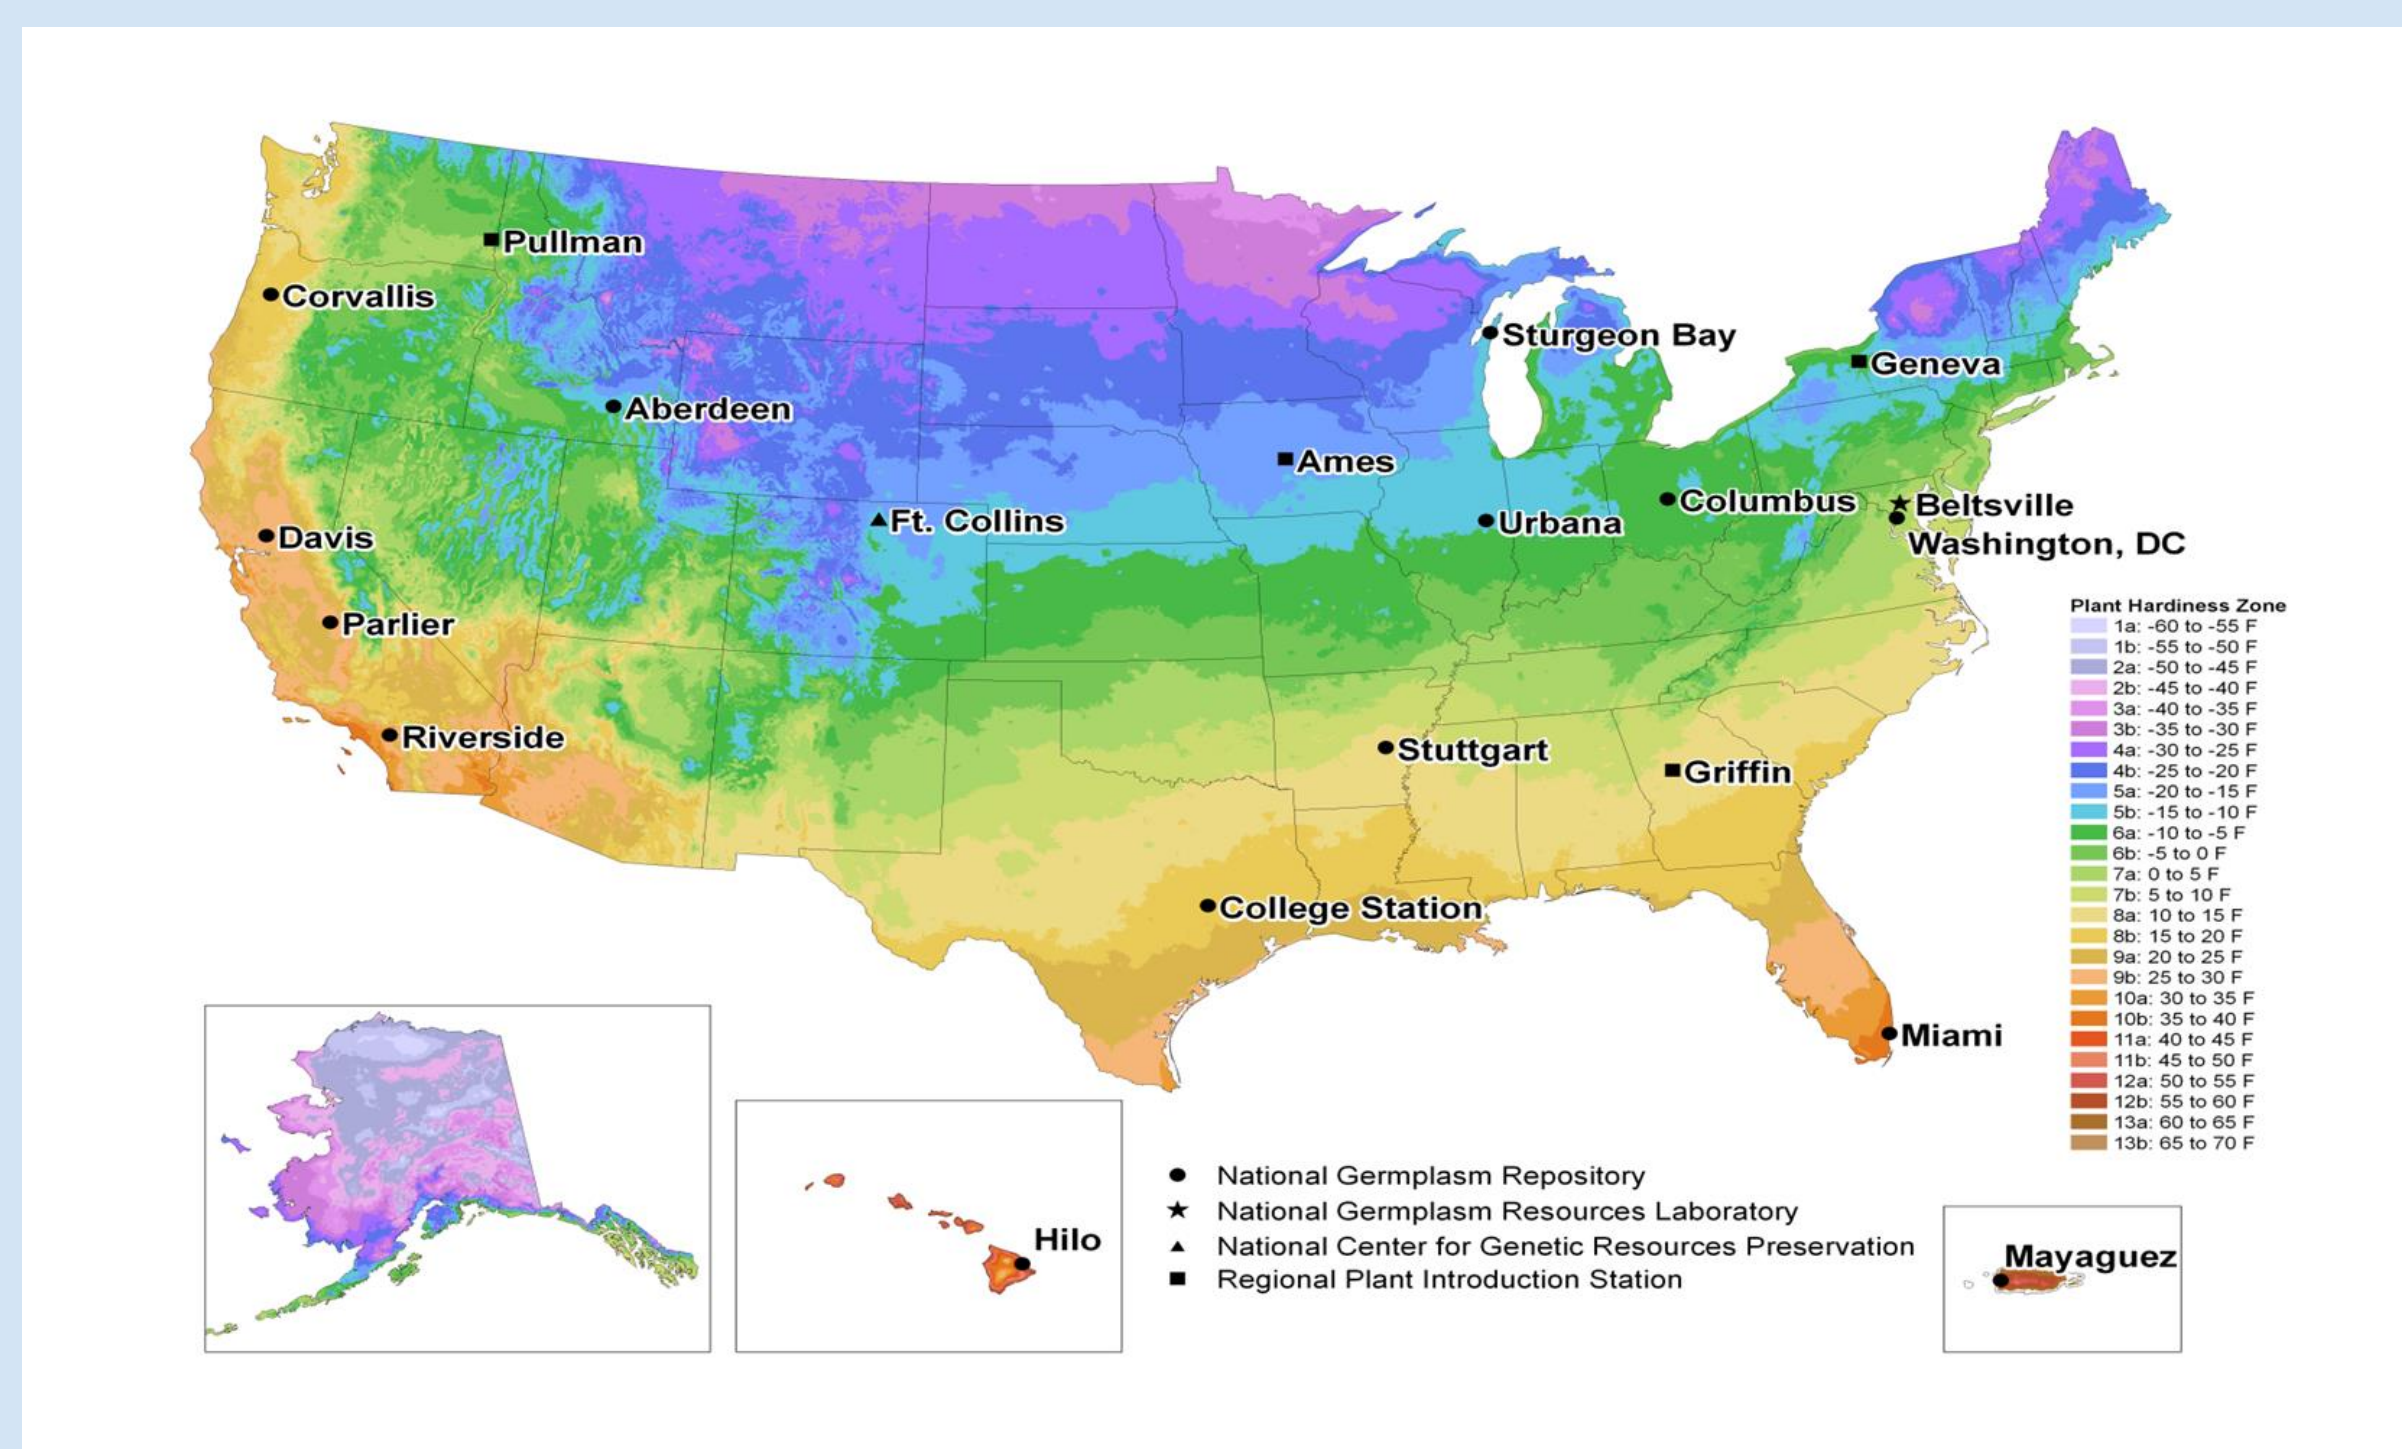 Pullman
Corvallis
Sturgeon Bay
Geneva
Aberdeen
Ames
Columbus
Beltsville
Ft. Collins
Urbana
Davis
Washington, DC
Parlier
Riverside
Stuttgart
Griffin
College Station
Miami
Plant Hardiness Zone
1a: -60 to -55 F
1b: -55 to -50 F
2a: -50 to -45 F
2b: -45 to -40 F
3a: -40 to -35 F
3b: -35 to -30 F
4a: -30 to -25 F
4b: -25 to -20 F
5a: -20 to -15 F
5b: -15 to -10 F
6a: -10 to -5 F
6b: -5 to 0 F
7a: 0 to 5 F
7b: 5 to 10 F
8a: 10 to 15 F
8b: 15 to 20 F
9a: 20 to 25 F
9b: 25 to 30 F
10a: 30 to 35 F
10b: 35 to 40 F
11a: 40 to 45 F
11b: 45 to 50 F
12a: 50 to 55 F
12b: 55 to 60 F
13a: 60 to 65 F
13b: 65 to 70 F
Hilo
National Germplasm Repository
National Germplasm Resources Laboratory
National Center for Genetic Resources Preservation
Regional Plant Introduction Station
Mayaguez